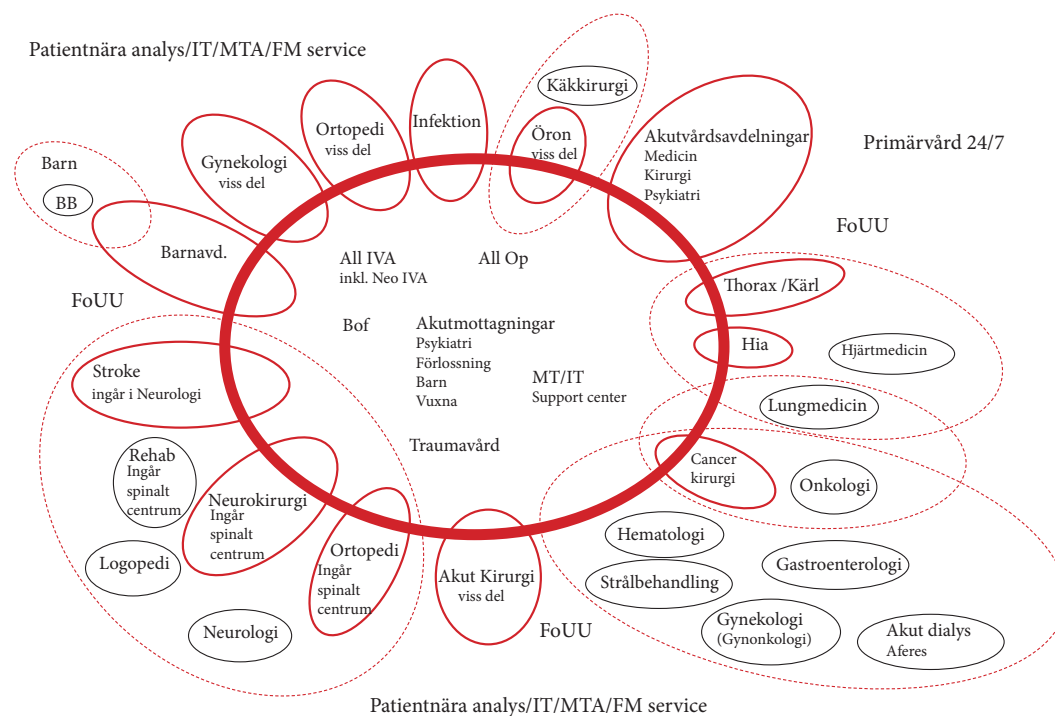 Patientnära analys/IT/MTA/FM service
Käkkirurgi
Infektion
Ortopedi
viss del
Öron
viss del
Akutvårdsavdelningar
Medicin
Kirurgi
Psykiatri
Primärvård 24/7
Gynekologi
viss del
Barn
BB
Barnavd.
FoUU
FoUU
All IVA
inkl. Neo IVA
All Op
Thorax /Kärl
Bof
Akutmottagningar
Psykiatri
Förlossning
Barn
Vuxna
MT/IT
Support center
Traumavård
Hia
Hjärtmedicin
Lungmedicin
Stroke
ingår i Neurologi
Rehab
Ingår
spinalt
centrum
Neurokirurgi
Ingår
spinalt
centrum
Ortopedi
Ingår
spinalt
centrum
Logopedi
Neurologi
Akut Kirurgi
viss del
Cancer
kirurgi
Onkologi
Hematologi
Strålbehandling
Gastroenterologi
Gynekologi
(Gynonkologi)
Akut dialys
Aferes
FoUU
Patientnära analys/IT/MTA/FM service